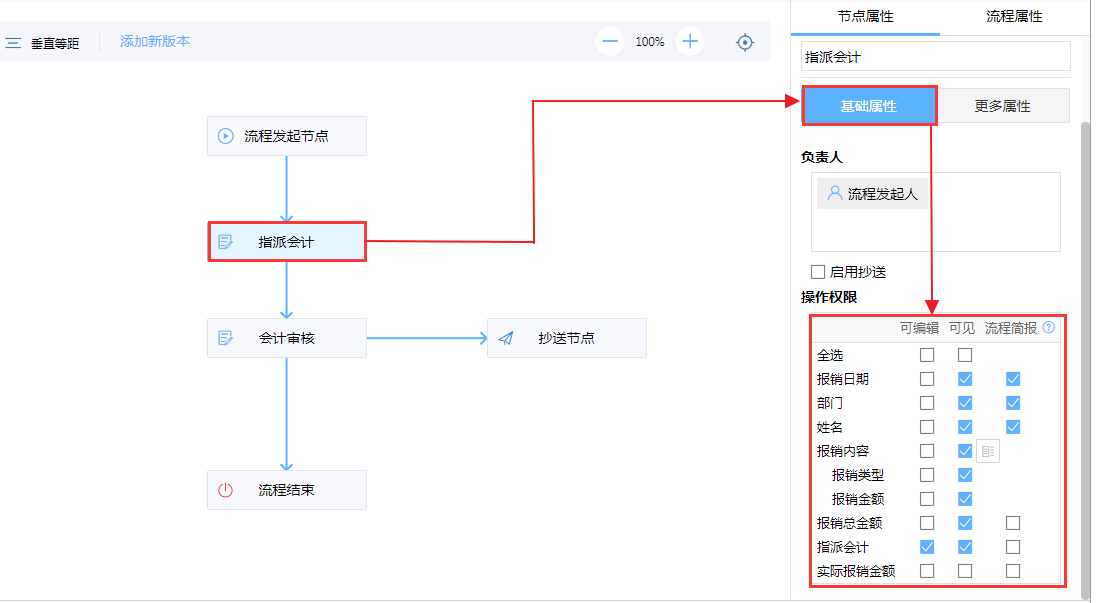 垂直等距
添加新版本
100%
流程发起节点
指派会计
会计审核
抄送节点
流程结束
节点属性 流程属性
指派会计
基础属性 更多属性
负责人
流程发起人
启用抄送
操作权限
可编辑 可见 流程简报 ?
全选
报销日期
部门
姓名
报销内容
报销类型
报销金额
报销总金额
指派会计
实际报销金额